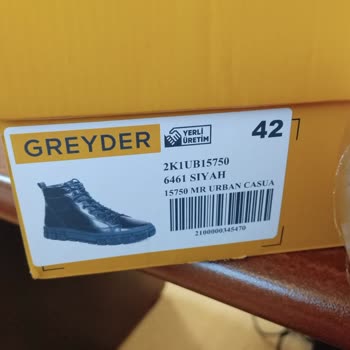 GREYDER
YERLİ
ÜRETİM
42
2K1UB15750
6461 SIYAH
15750 MR URBAN CASUA
2100000345470